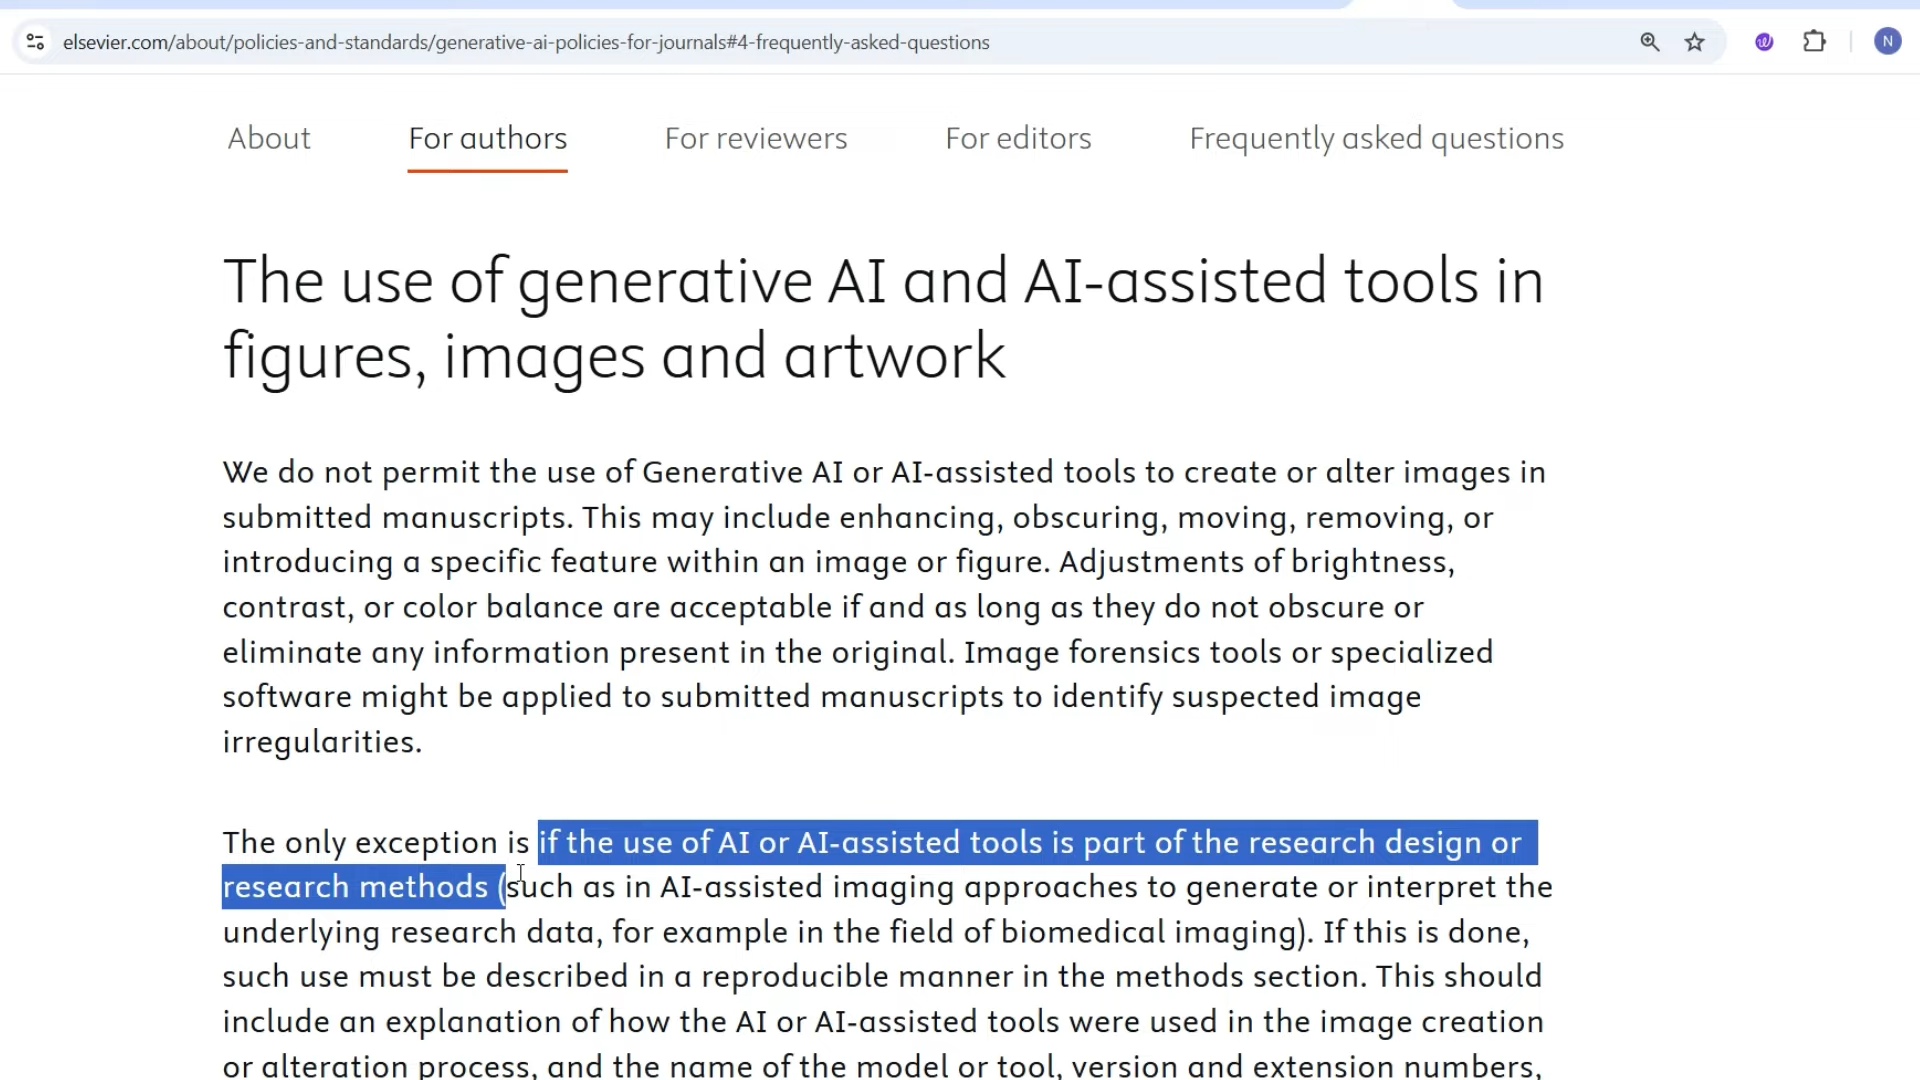 elsevier.com/about/policies-and-standards/generative-ai-policies-for-journals#4-frequently-asked-questions
N
About
For authors
For reviewers
For editors
Frequently asked questions
The use of generative AI and AI-assisted tools in
figures, images and artwork
We do not permit the use of Generative AI or AI-assisted tools to create or alter images in
submitted manuscripts. This may include enhancing, obscuring, moving, removing, or
introducing a specific feature within an image or figure. Adjustments of brightness,
contrast, or color balance are acceptable if and as long as they do not obscure or
eliminate any information present in the original. Image forensics tools or specialized
software might be applied to submitted manuscripts to identify suspected image
irregularities.
The only exception is if the use of AI or AI-assisted tools is part of the research design or
research methods (such as in AI-assisted imaging approaches to generate or interpret the
underlying research data, for example in the field of biomedical imaging). If this is done,
such use must be described in a reproducible manner in the methods section. This should
include an explanation of how the AI or AI-assisted tools were used in the image creation
or alteration process, and the name of the model or tool, version and extension numbers,